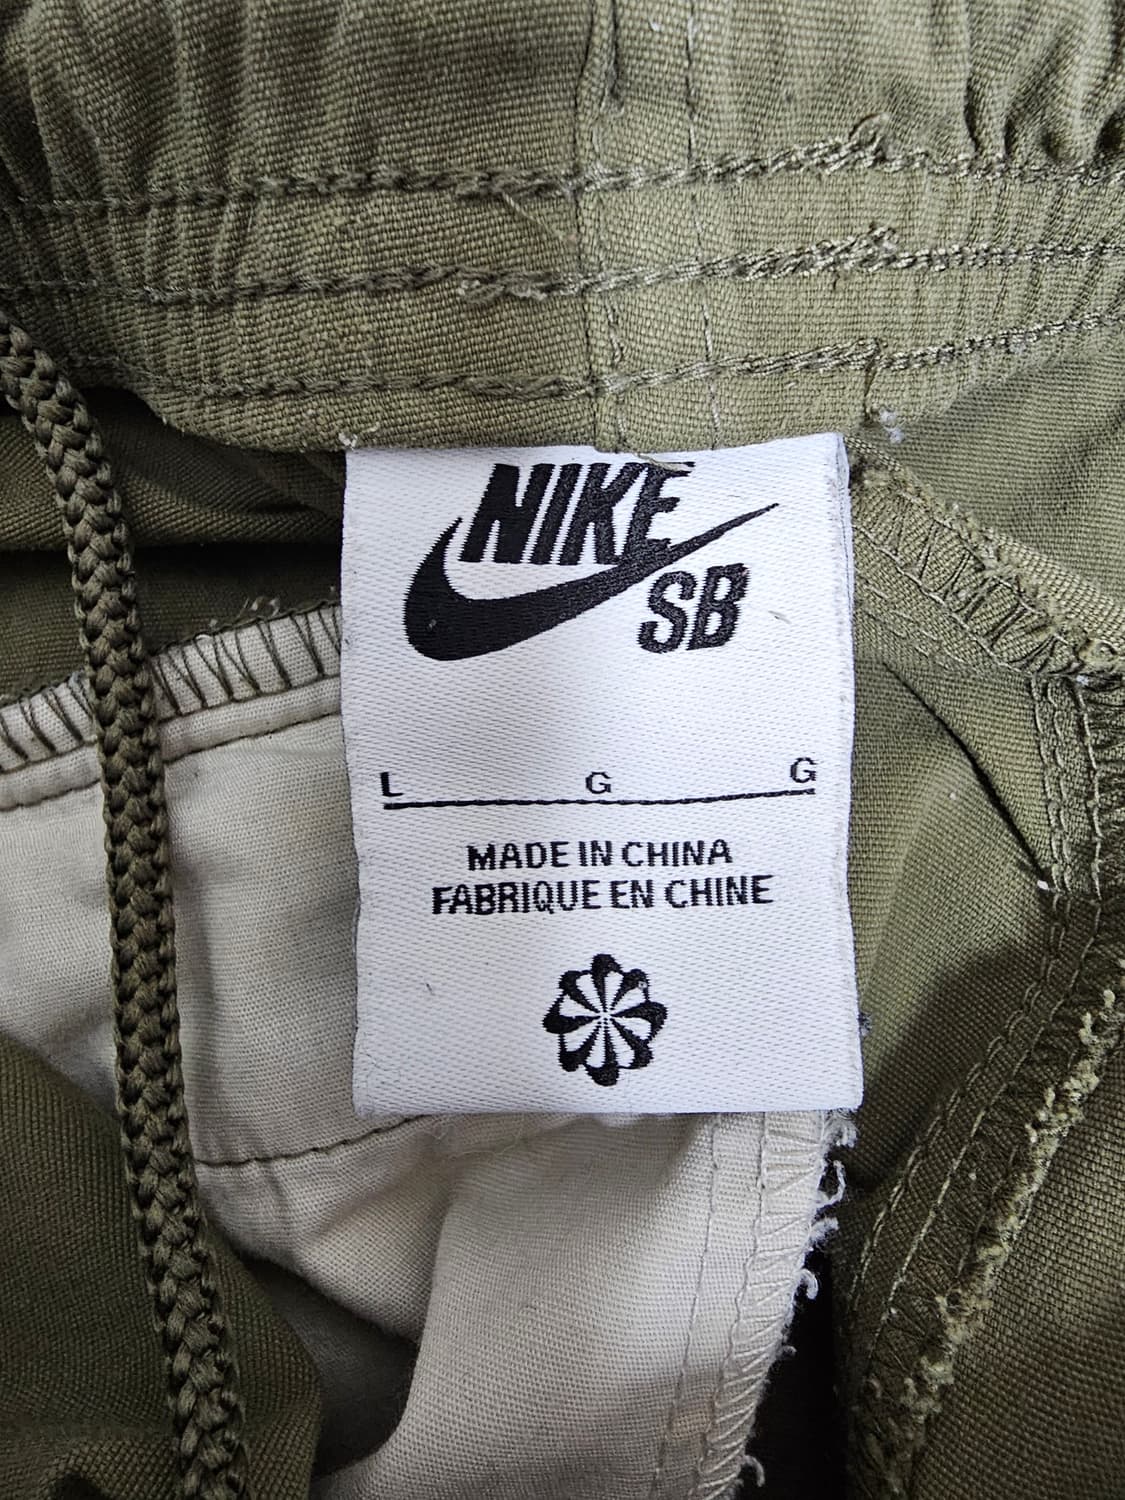 NIKE
SB
L G G
MADE IN CHINA
FABRIQUE EN CHINE